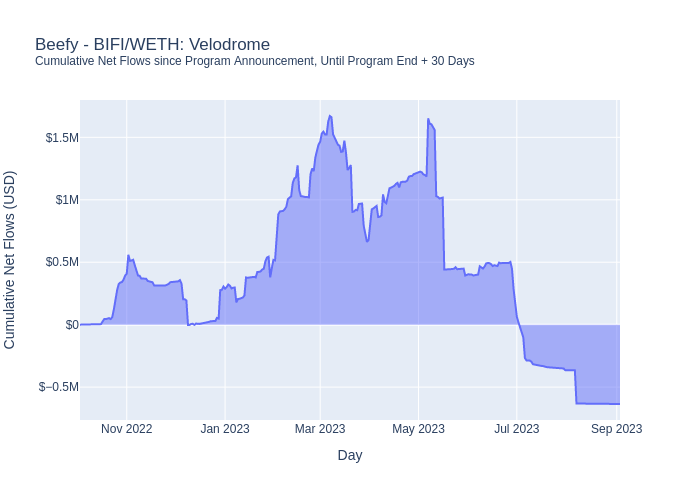 Beefy - BIFI/WETH: Velodrome
Cumulative Net Flows since Program Announcement, Until Program End + 30 Days
Cumulative Net Flows (USD)
$1.5M
$1M
$0.5M
$0
$−0.5M
Nov 2022
Jan 2023
Mar 2023
May 2023
Jul 2023
Sep 2023
Day